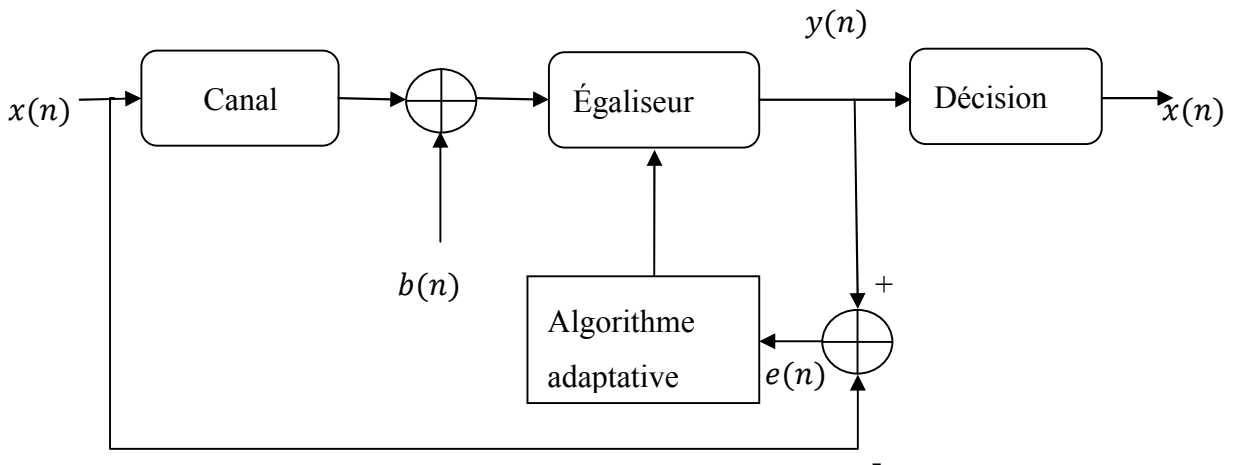 y(n)
x(n)
Canal
Égaliseur
Décision
x(n)
b(n)
+
Algorithme
adaptative
e(n)
-